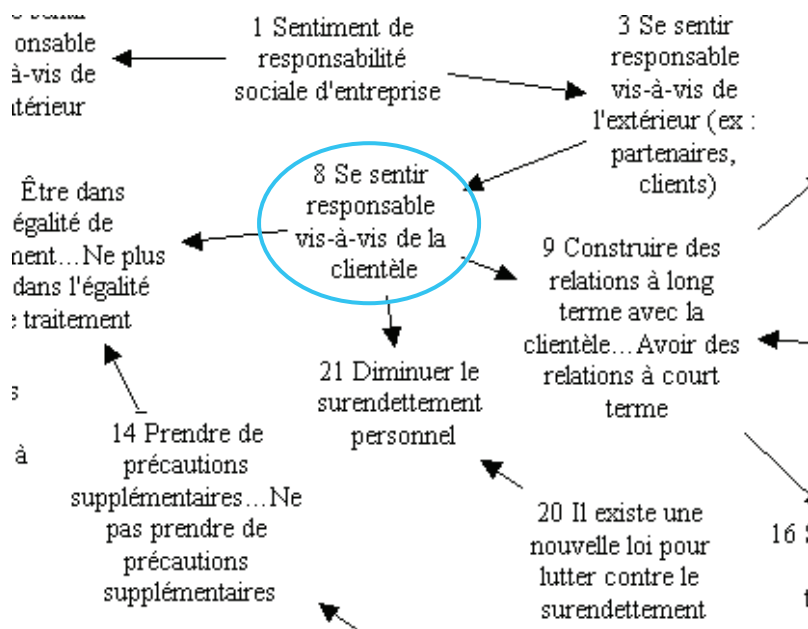 onsable
à-vis de
térieur
1 Sentiment de
responsabilité
sociale d'entreprise
3 Se sentir
responsable
vis-à-vis de
l'extérieur (ex :
partenaires,
clients)
8 Se sentir
responsable
vis-à-vis de la
clientèle
Être dans
égalité de
ment...Ne plus
dans l'égalité
traitement
9 Construire des
relations à long
terme avec la
clientèle...Avoir des
relations à court
terme
21 Diminuer le
surendettement
personnel
s
à
14 Prendre de
précautions
supplémentaires...Ne
pas prendre de
précautions
supplémentaires
20 Il existe une
nouvelle loi pour
lutter contre le
surendettement
16